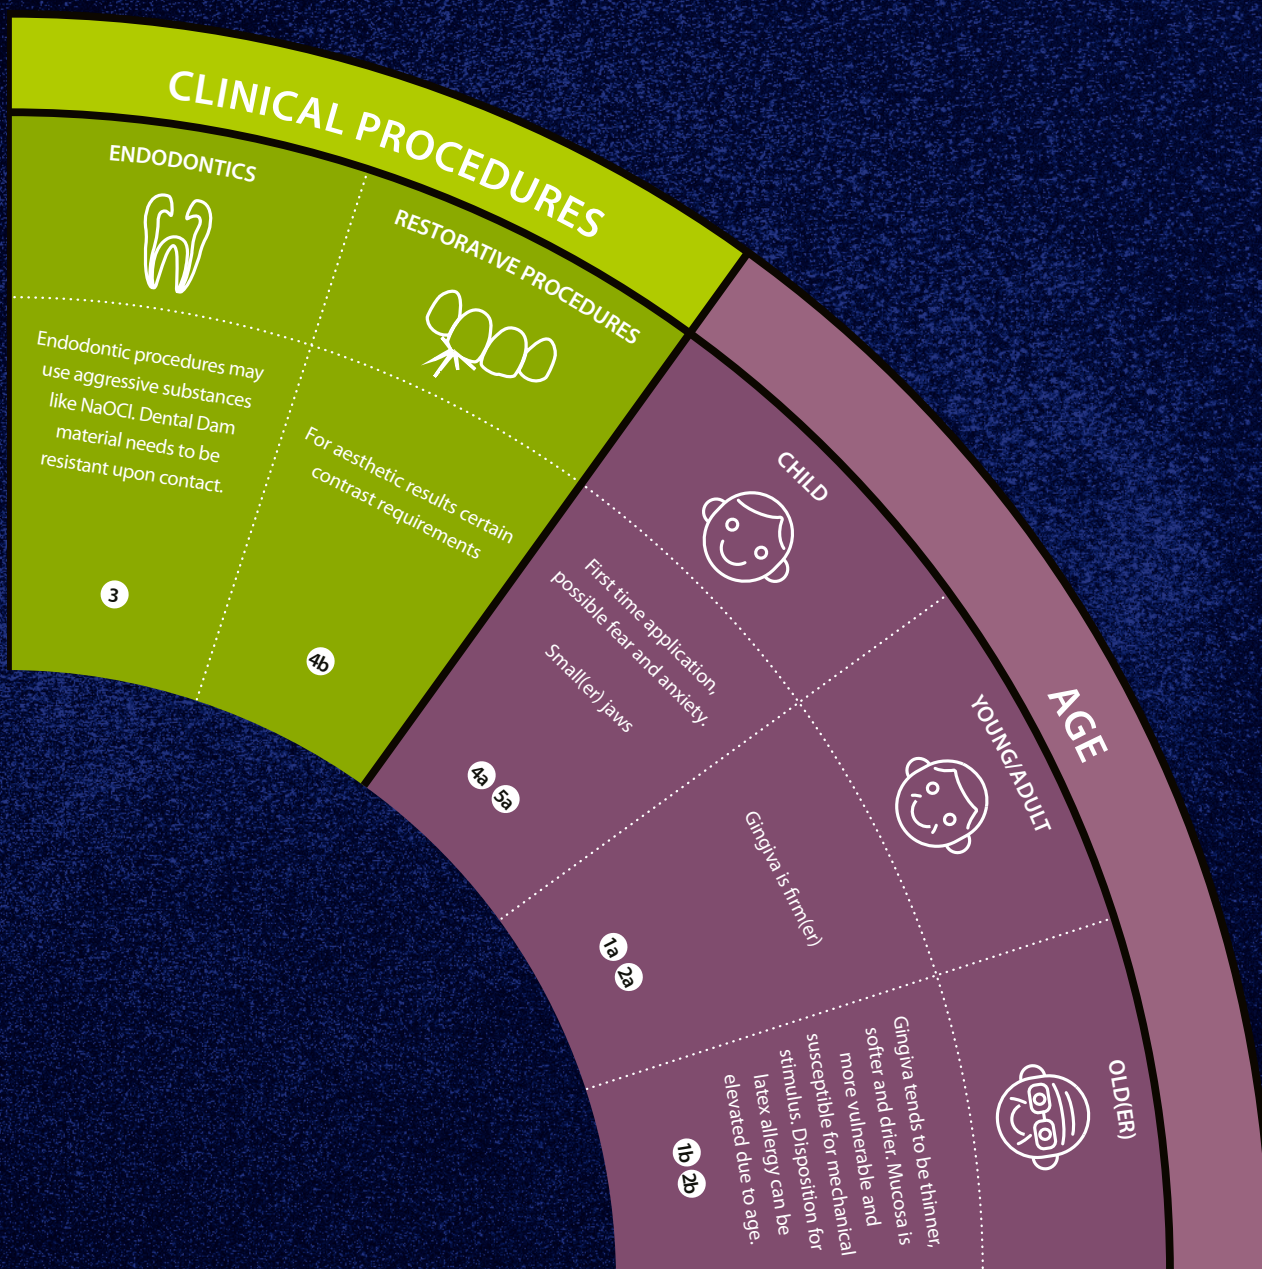 CLINICAL PROCEDURES
ENDODONTICS
Endodontic procedures may
use aggressive substances
like NaOCl. Dental Dam
material needs to be
resistant upon contact.
3
RESTORATIVE PROCEDURES
For aesthetic results certain
contrast requirements
4b
AGE
CHILD
First time application,
possible fear and anxiety.
Small(er) jaws
4a
5a
YOUNG/ADULT
Gingiva is firm(er)
1a
2a
OLD(ER)
Gingiva tends to be thinner,
softer and drier. Mucosa is
more vulnerable and
susceptible for mechanical
stimulus. Disposition for
latex allergy can be
elevated due to age.
1b
2b